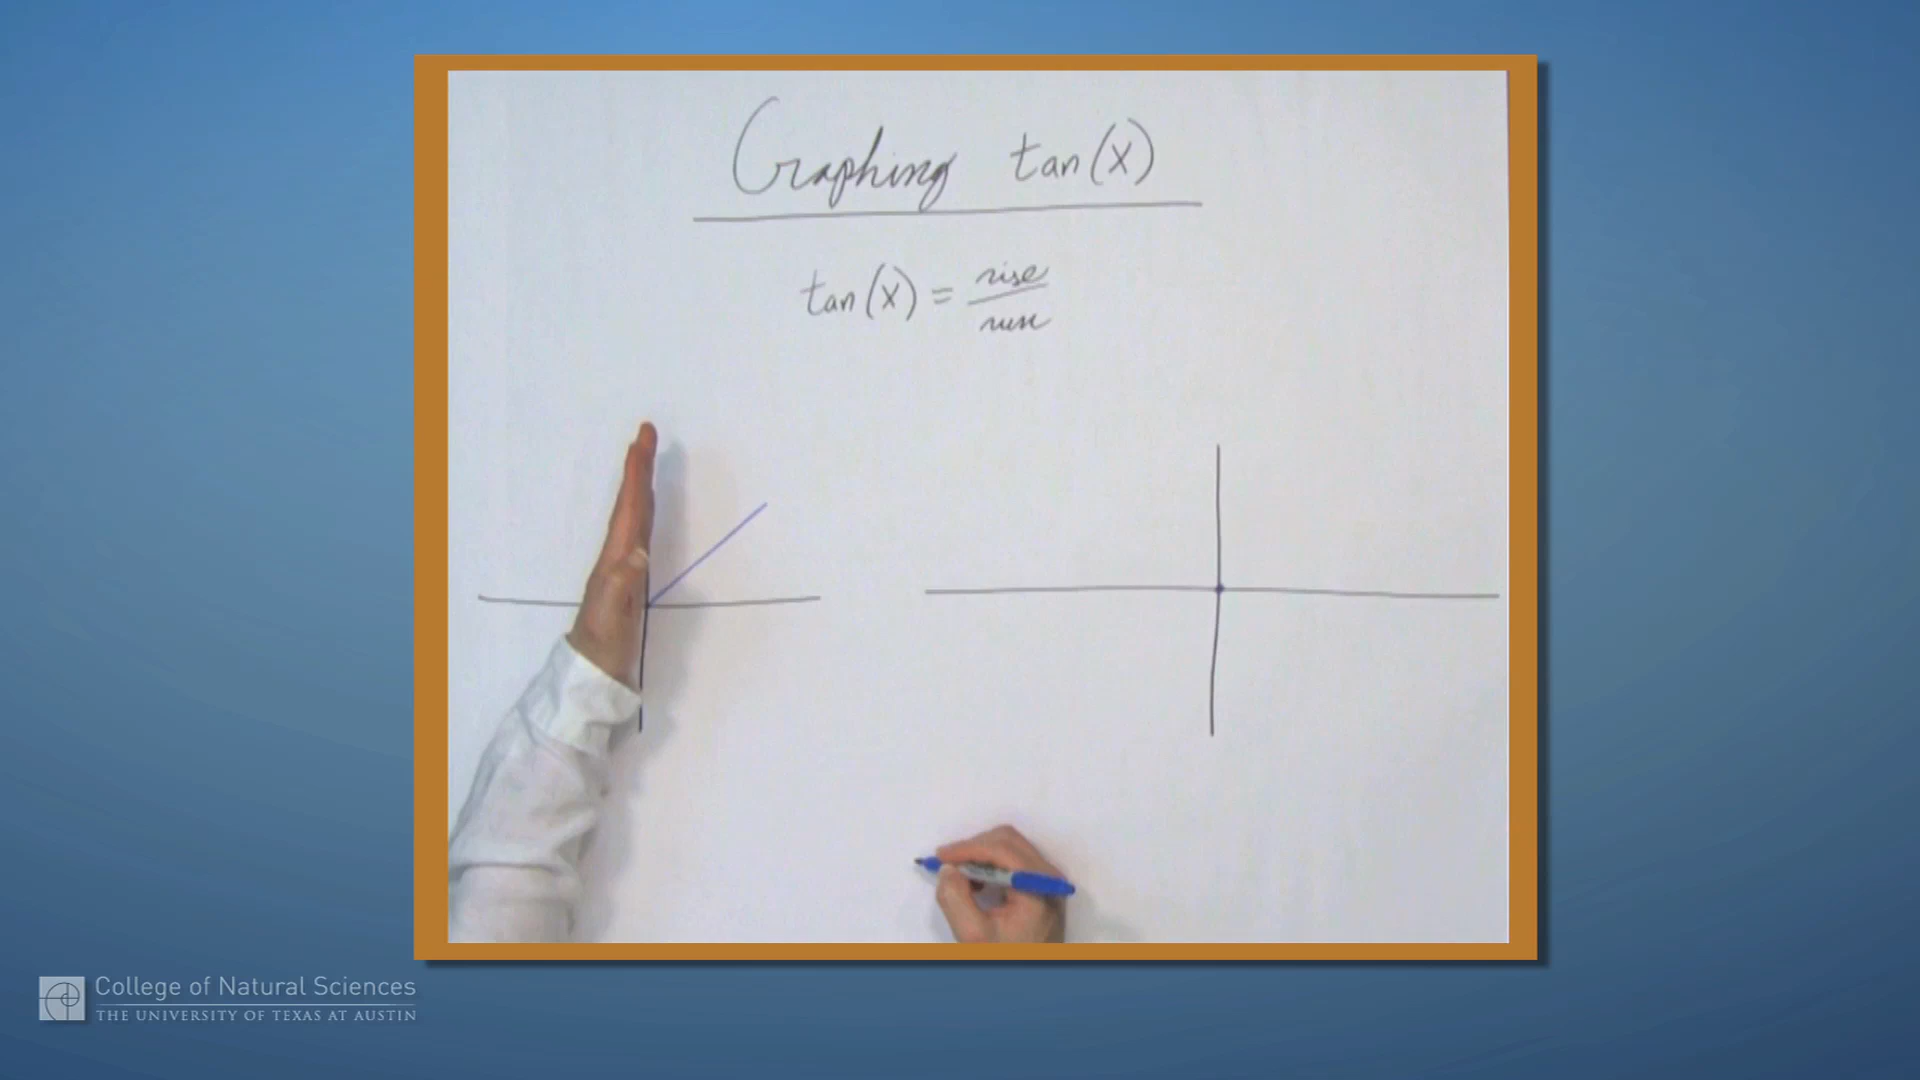 Graphing tan(x)
tan(x) = rise/run
College of Natural Sciences
THE UNIVERSITY OF TEXAS AT AUSTIN